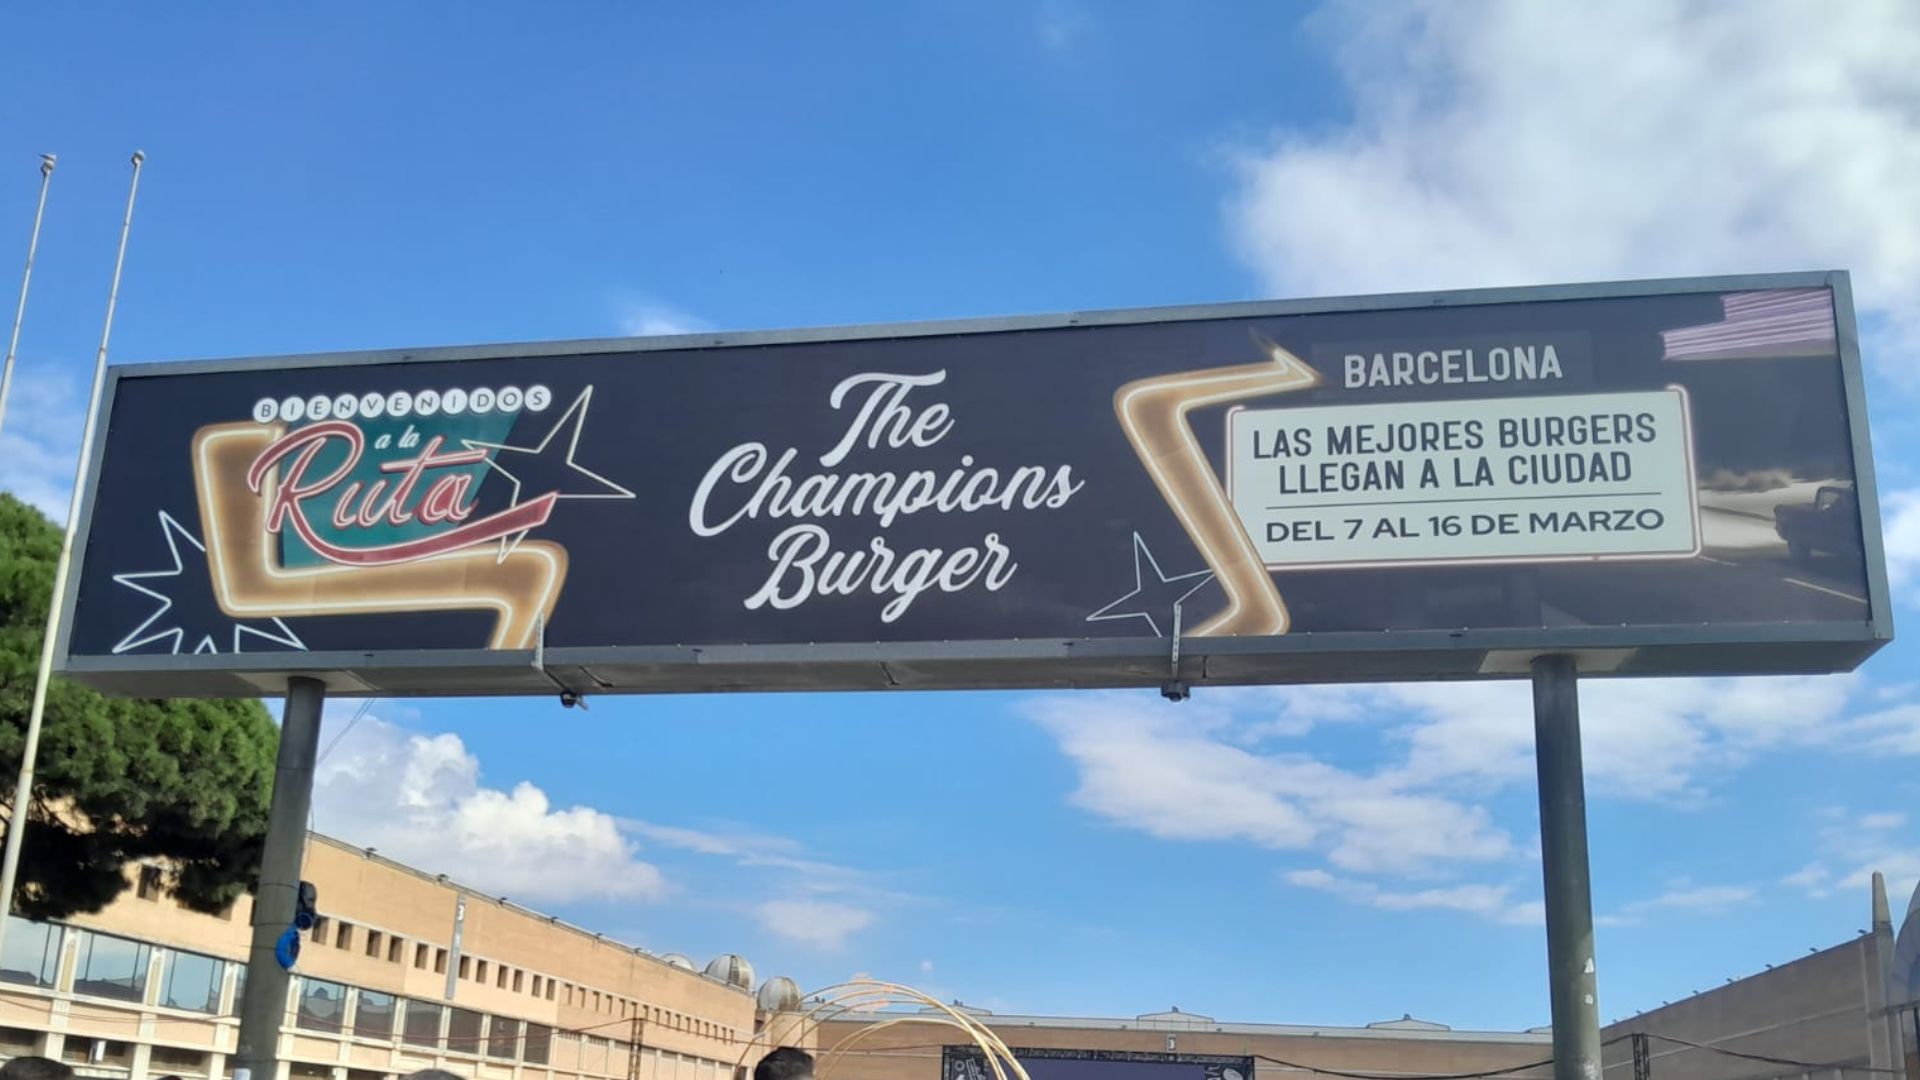 BIENVENIDOS
a la
Ruta
The
Champions
Burger
BARCELONA
LAS MEJORES BURGERS
LLEGAN A LA CIUDAD
DEL 7 AL 16 DE MARZO